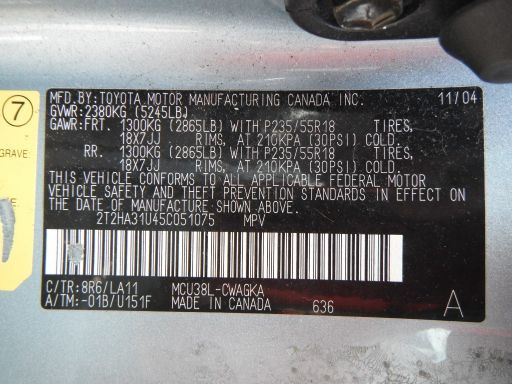 MFD. BY: TOYOTA MOTOR MANUFACTURING CANADA INC. 11/04
GVWR: 2380KG (5245LB)
GAWR: FRT. 1300KG (2865LB) WITH P235/55R18 TIRES,
18X7JJ RIMS, AT 210KPA (30PSI) COLD.
RR. 1300KG (2865LB) WITH P235/55R18 TIRES,
18X7JJ RIMS, AT 210KPA (30PSI) COLD.
THIS VEHICLE CONFORMS TO ALL APPLICABLE FEDERAL MOTOR
VEHICLE SAFETY AND THEFT PREVENTION STANDARDS IN EFFECT ON
THE DATE OF MANUFACTURE SHOWN ABOVE.
2T2HA31U45C051075 MPV
C/TR: 8R6/LA11 MCU38L-CWAGKA
A/TM: -01B/U151F MADE IN CANADA 636 A
7
GRAVE